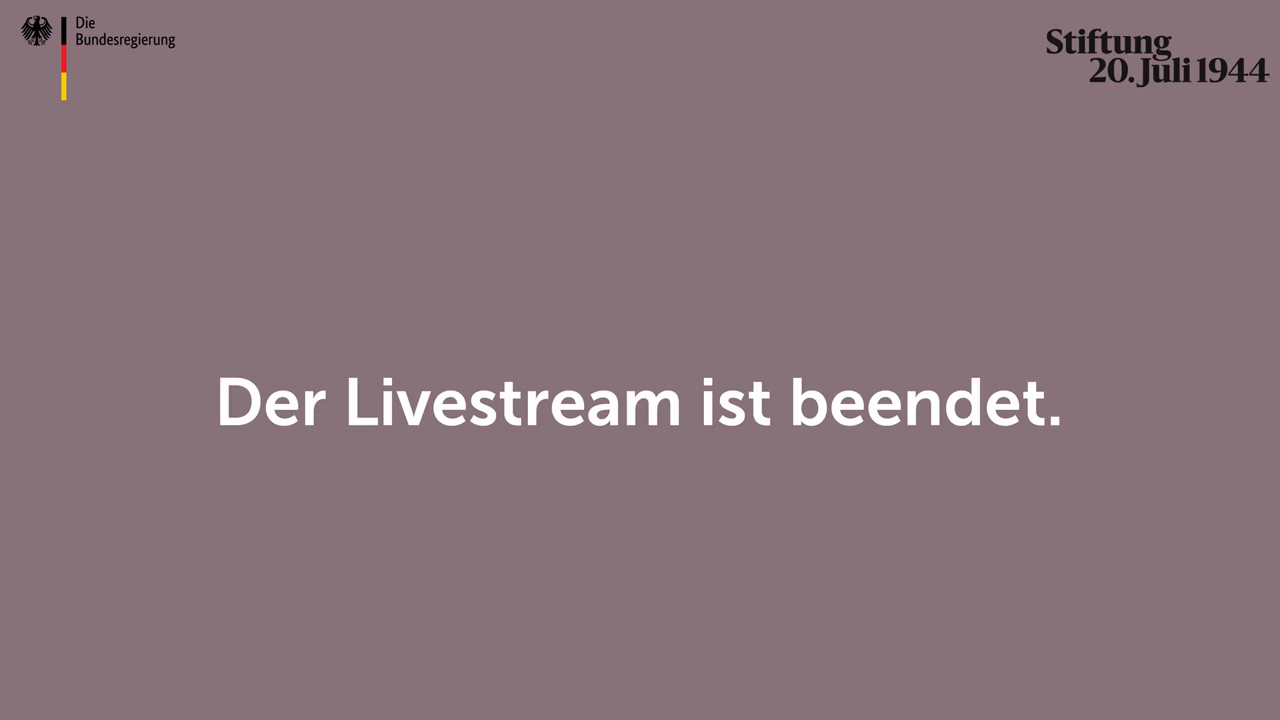 Die
Bundesregierung
Stiftung
20. Juli 1944
Der Livestream ist beendet.